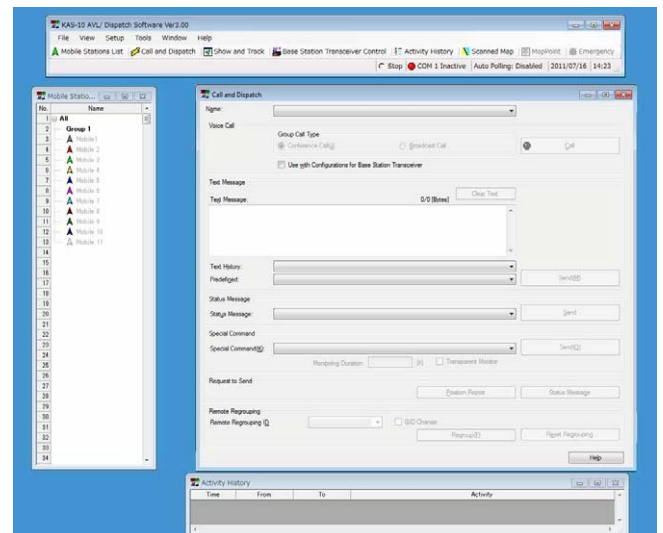 KAS-10 AVL/ Dispatch Software Ver3.00
File View Setup Tools Window Help
Mobile Stations List Call and Dispatch Show and Track Base Station Transceiver Control Activity History Scanned Map MapPoint Emergency
Stop COM 1 Inactive Auto Polling: Disabled 2011/07/16 14:23
Mobile Statio...
No. Name
1 All
2 Group 1
3 Mobile 1
4 Mobile 2
5 Mobile 3
6 Mobile 4
7 Mobile 5
8 Mobile 6
9 Mobile 7
10 Mobile 8
11 Mobile 9
12 Mobile 10
13 Mobile 11
14
15
16
17
18
19
20
21
22
23
24
25
26
27
28
29
30
31
32
33
34
Call and Dispatch
Name:
Voice Call
Group Call Type
Conference Call Broadcast Call Call
Use with Configurations for Base Station Transceiver
Text Message
Clear Text
Text Message: 0/0 [Bytes]
Text History:
Predefined: Send
Status Message
Status Message: Send
Special Command
Special Command(K): Send
Monitoring Duration: [s] Transparent Monitor
Request to Send
Position Report Status Message
Remote Regrouping
Remote Regrouping ID GID Change
Regroup Reset Regrouping
Help
Activity History
Time From To Activity